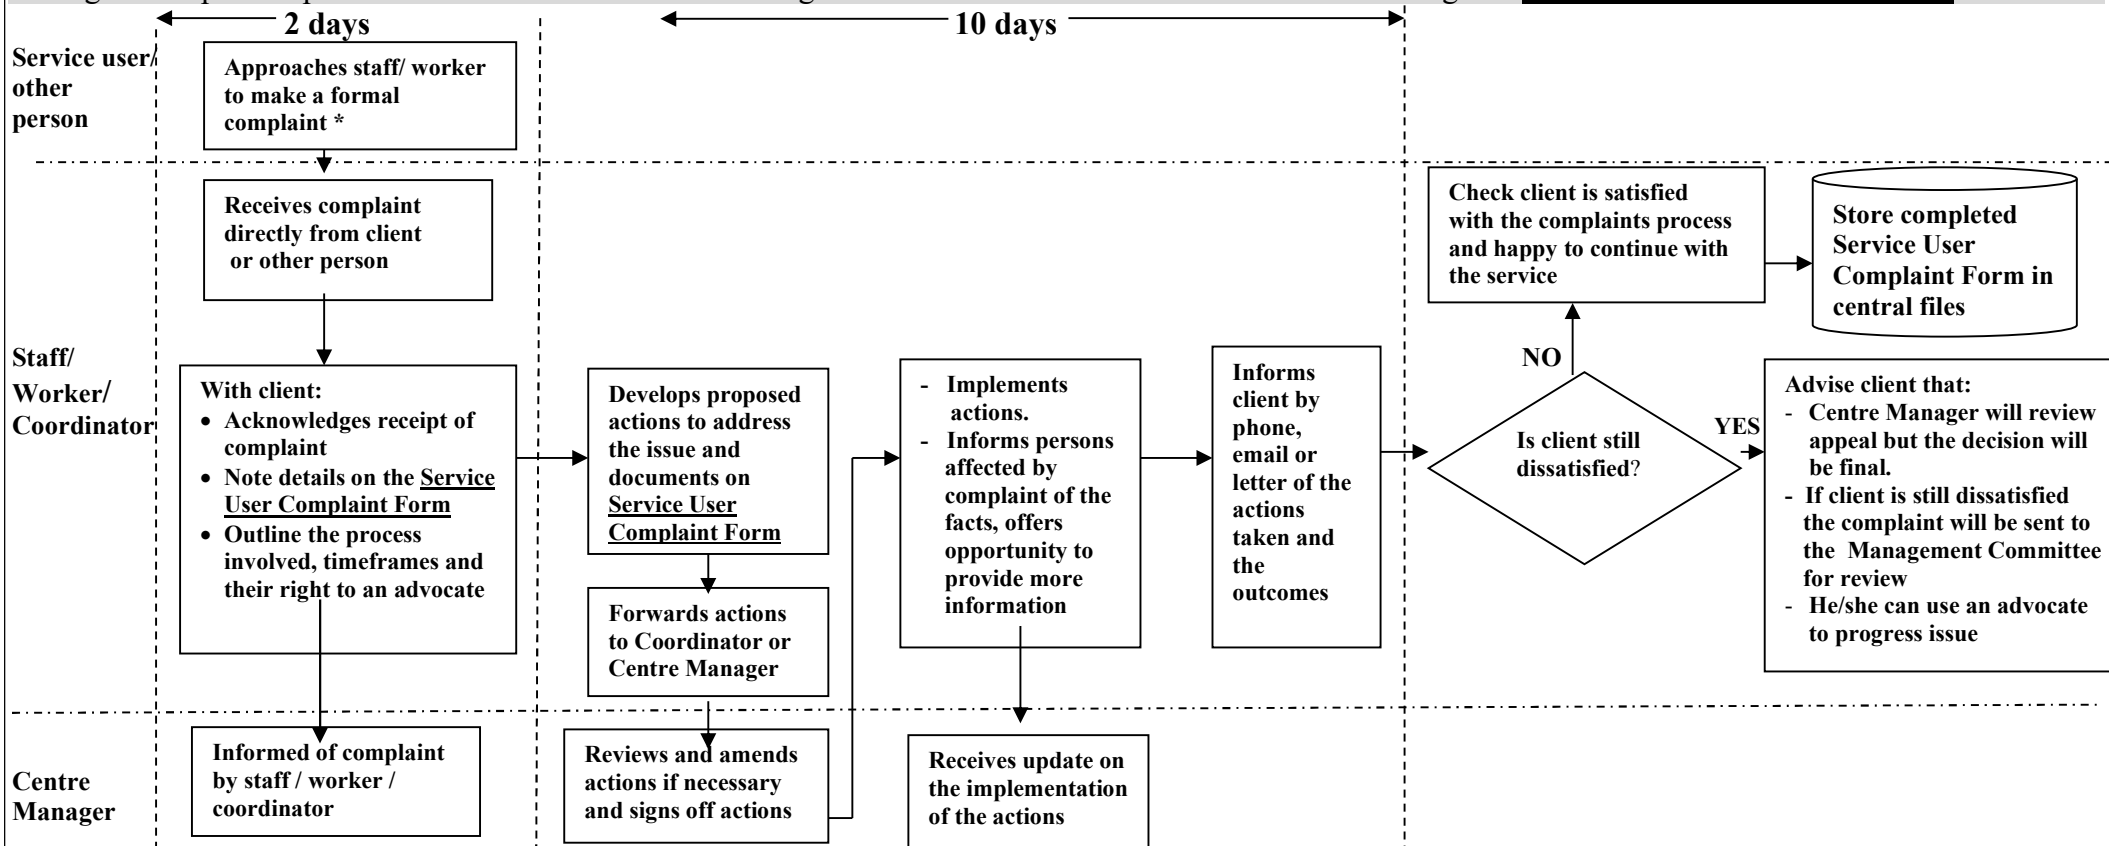 2 days
10 days
Service user/
other
person
Approaches staff/ worker
to make a formal
complaint *
Receives complaint
directly from client
or other person
Check client is satisfied
with the complaints process
and happy to continue with
the service
Store completed
Service User
Complaint Form in
central files
Staff/
Worker/
Coordinator
With client:
• Acknowledges receipt of
complaint
• Note details on the Service
User Complaint Form
• Outline the process
involved, timeframes and
their right to an advocate
Develops proposed
actions to address
the issue and
documents on
Service User
Complaint Form
Forwards actions
to Coordinator or
Centre Manager
- Implements
actions.
- Informs persons
affected by
complaint of the
facts, offers
opportunity to
provide more
information
Informs
client by
phone,
email or
letter of the
actions
taken and
the
outcomes
Is client still
dissatisfied?
NO
YES
Advise client that:
- Centre Manager will review
appeal but the decision will
be final.
- If client is still dissatisfied
the complaint will be sent to
the Management Committee
for review
- He/she can use an advocate
to progress issue
Centre
Manager
Informed of complaint
by staff / worker /
coordinator
Reviews and amends
actions if necessary
and signs off actions
Receives update on
the implementation
of the actions